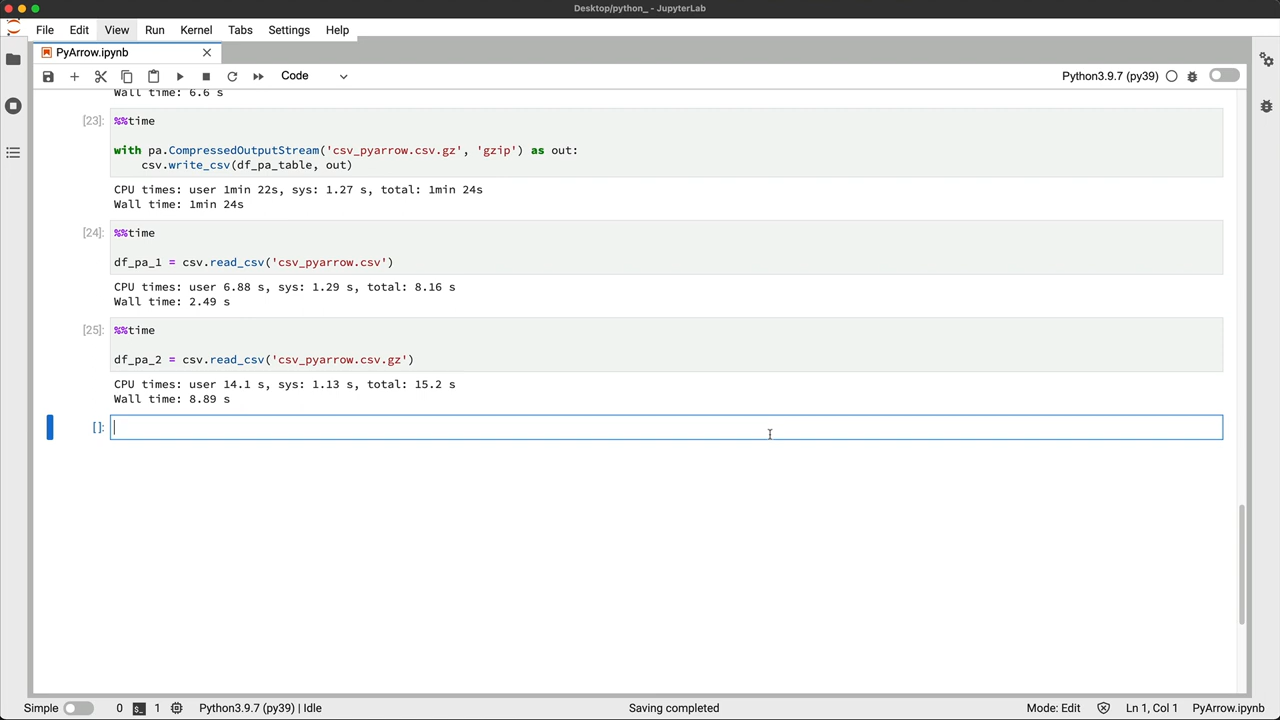 Desktop/python_ - JupyterLab
File Edit View Run Kernel Tabs Settings Help
PyArrow.ipynb
Code Python3.9.7 (py39)
Wall time: 6.6 s
[23]: %%time
with pa.CompressedOutputStream('csv_pyarrow.csv.gz', 'gzip') as out:
csv.write_csv(df_pa_table, out)
CPU times: user 1min 22s, sys: 1.27 s, total: 1min 24s
Wall time: 1min 24s
[24]: %%time
df_pa_1 = csv.read_csv('csv_pyarrow.csv')
CPU times: user 6.88 s, sys: 1.29 s, total: 8.16 s
Wall time: 2.49 s
[25]: %%time
df_pa_2 = csv.read_csv('csv_pyarrow.csv.gz')
CPU times: user 14.1 s, sys: 1.13 s, total: 15.2 s
Wall time: 8.89 s
[]:
Simple 0 $_ 1 Python3.9.7 (py39) | Idle Saving completed Mode: Edit Ln 1, Col 1 PyArrow.ipynb